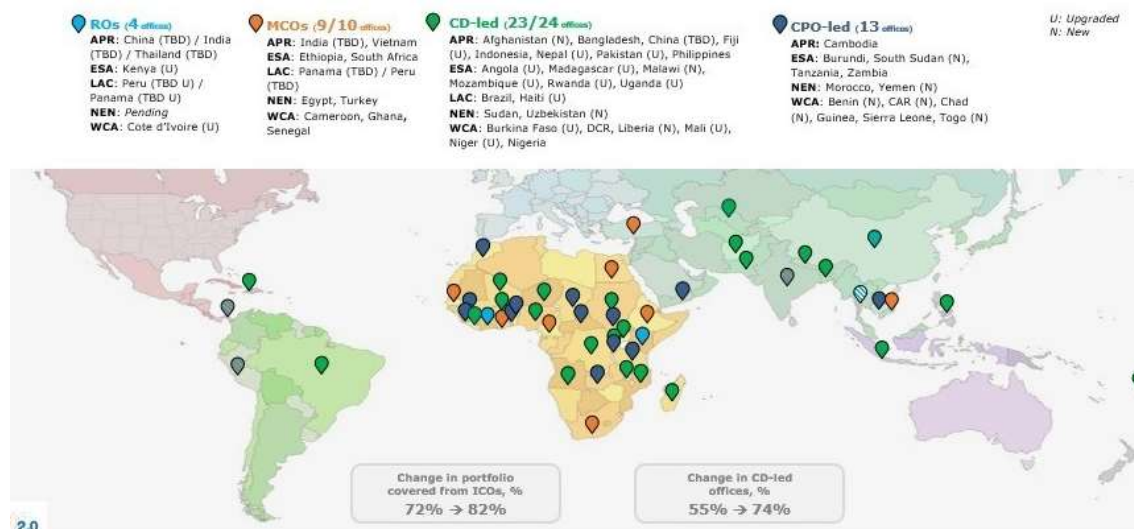 ROs (4 offices)
APR: China (TBD) / India
(TBD) / Thailand (TBD)
ESA: Kenya (U)
LAC: Peru (TBD U) /
Panama (TBD U)
NEN: Pending
WCA: Cote d'Ivoire (U)
MCOs (9/10 offices)
APR: India (TBD), Vietnam
ESA: Ethiopia, South Africa
LAC: Panama (TBD) / Peru
(TBD)
NEN: Egypt, Turkey
WCA: Cameroon, Ghana,
Senegal
CD-led (23/24 offices)
APR: Afghanistan (N), Bangladesh, China (TBD), Fiji
(U), Indonesia, Nepal (U), Pakistan (U), Philippines
ESA: Angola (U), Madagascar (U), Malawi (N),
Mozambique (U), Rwanda (U), Uganda (U)
LAC: Brazil, Haiti (U)
NEN: Sudan, Uzbekistan (N)
WCA: Burkina Faso (U), DCR, Liberia (N), Mali (U),
Niger (U), Nigeria
CPO-led (13 offices)
APR: Cambodia
ESA: Burundi, South Sudan (N),
Tanzania, Zambia
NEN: Morocco, Yemen (N)
WCA: Benin (N), CAR (N), Chad
(N), Guinea, Sierra Leone, Togo (N)
U: Upgraded
N: New
Change in portfolio
covered from ICOs, %
72% → 82%
Change in CD-led
offices, %
55% → 74%
2.0